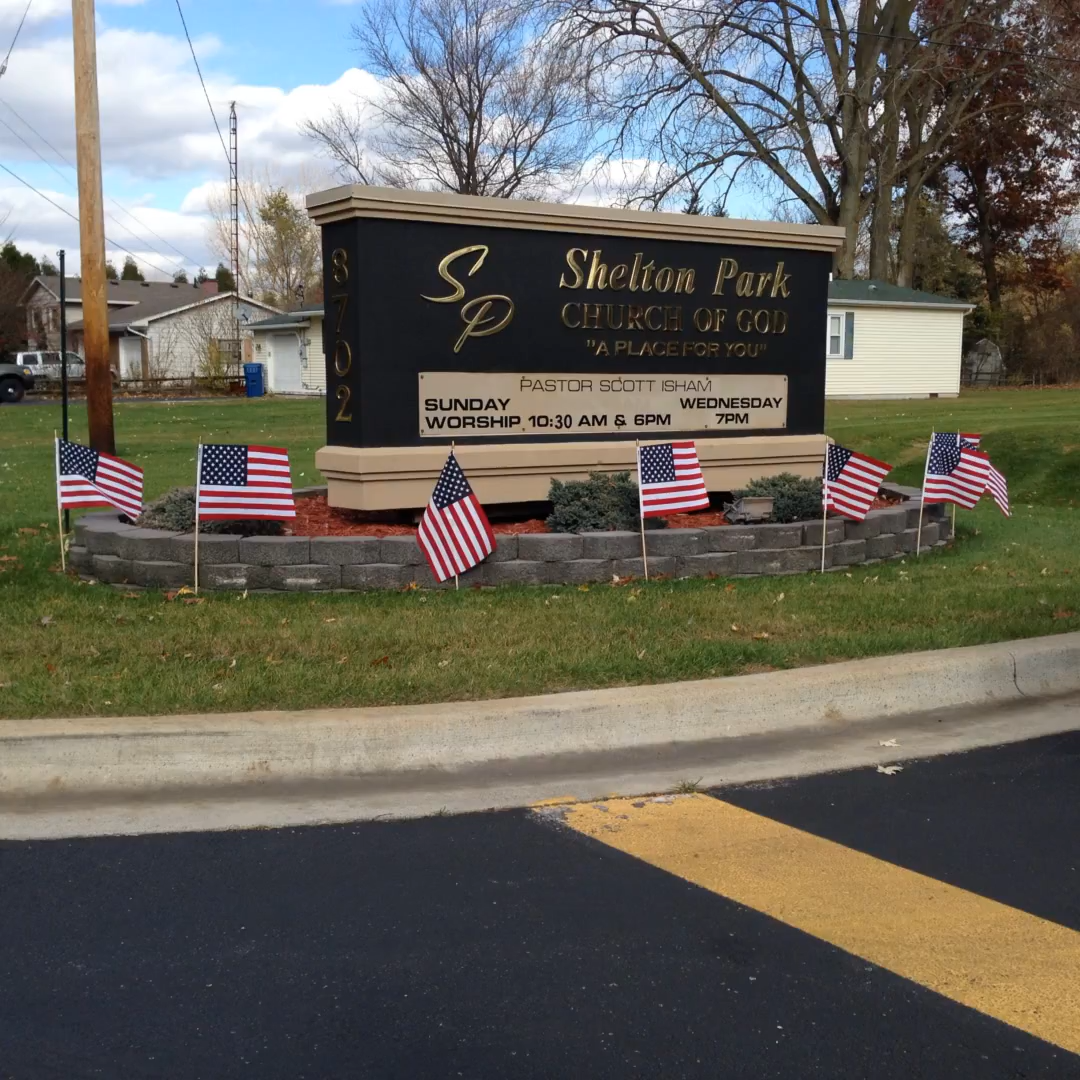 8702
SP
Shelton Park
CHURCH OF GOD
"A PLACE FOR YOU"
PASTOR SCOTT ISHAM
SUNDAY
WORSHIP 10:30 AM & 6PM
WEDNESDAY
7PM